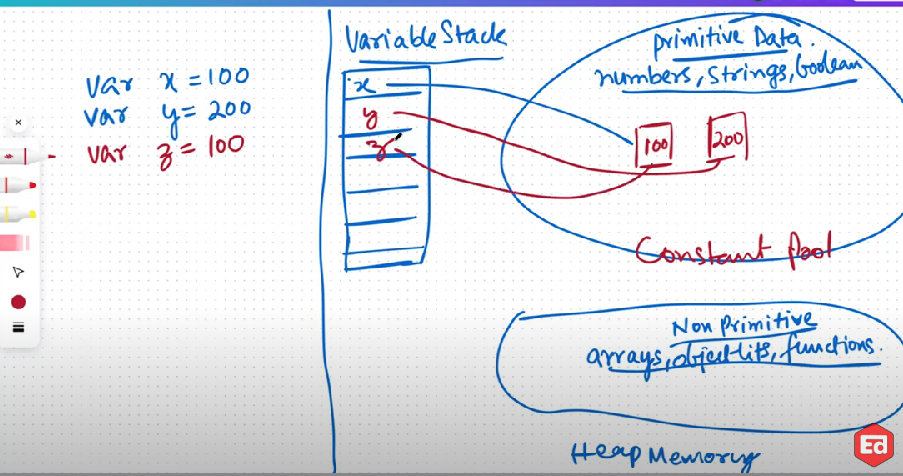 var x = 100
var y = 200
var z = 100
Variable Stack
x
y
z
primitive Data.
numbers, strings, boolean
100
200
Constant Pool
Non Primitive
arrays, object lits, functions.
Heap Memory
Ed